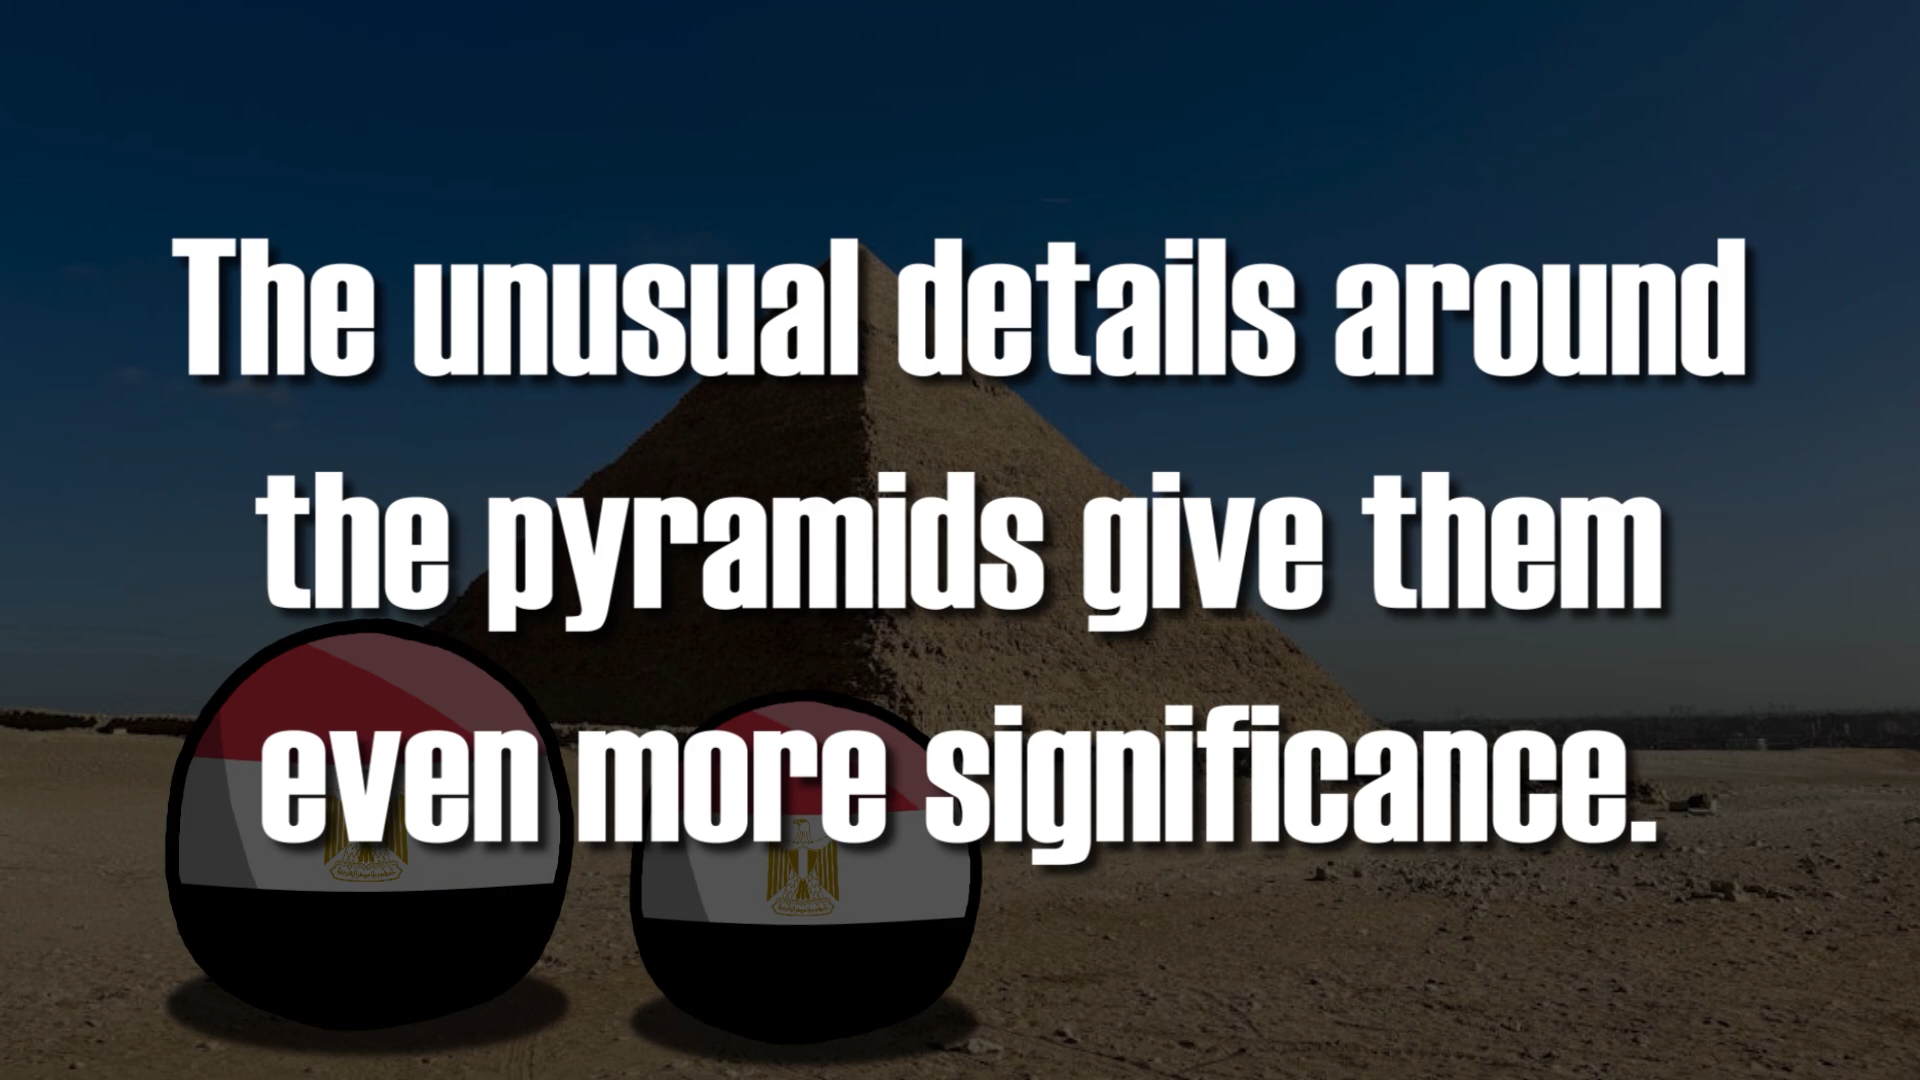 The unusual details around
the pyramids give them
even more significance.